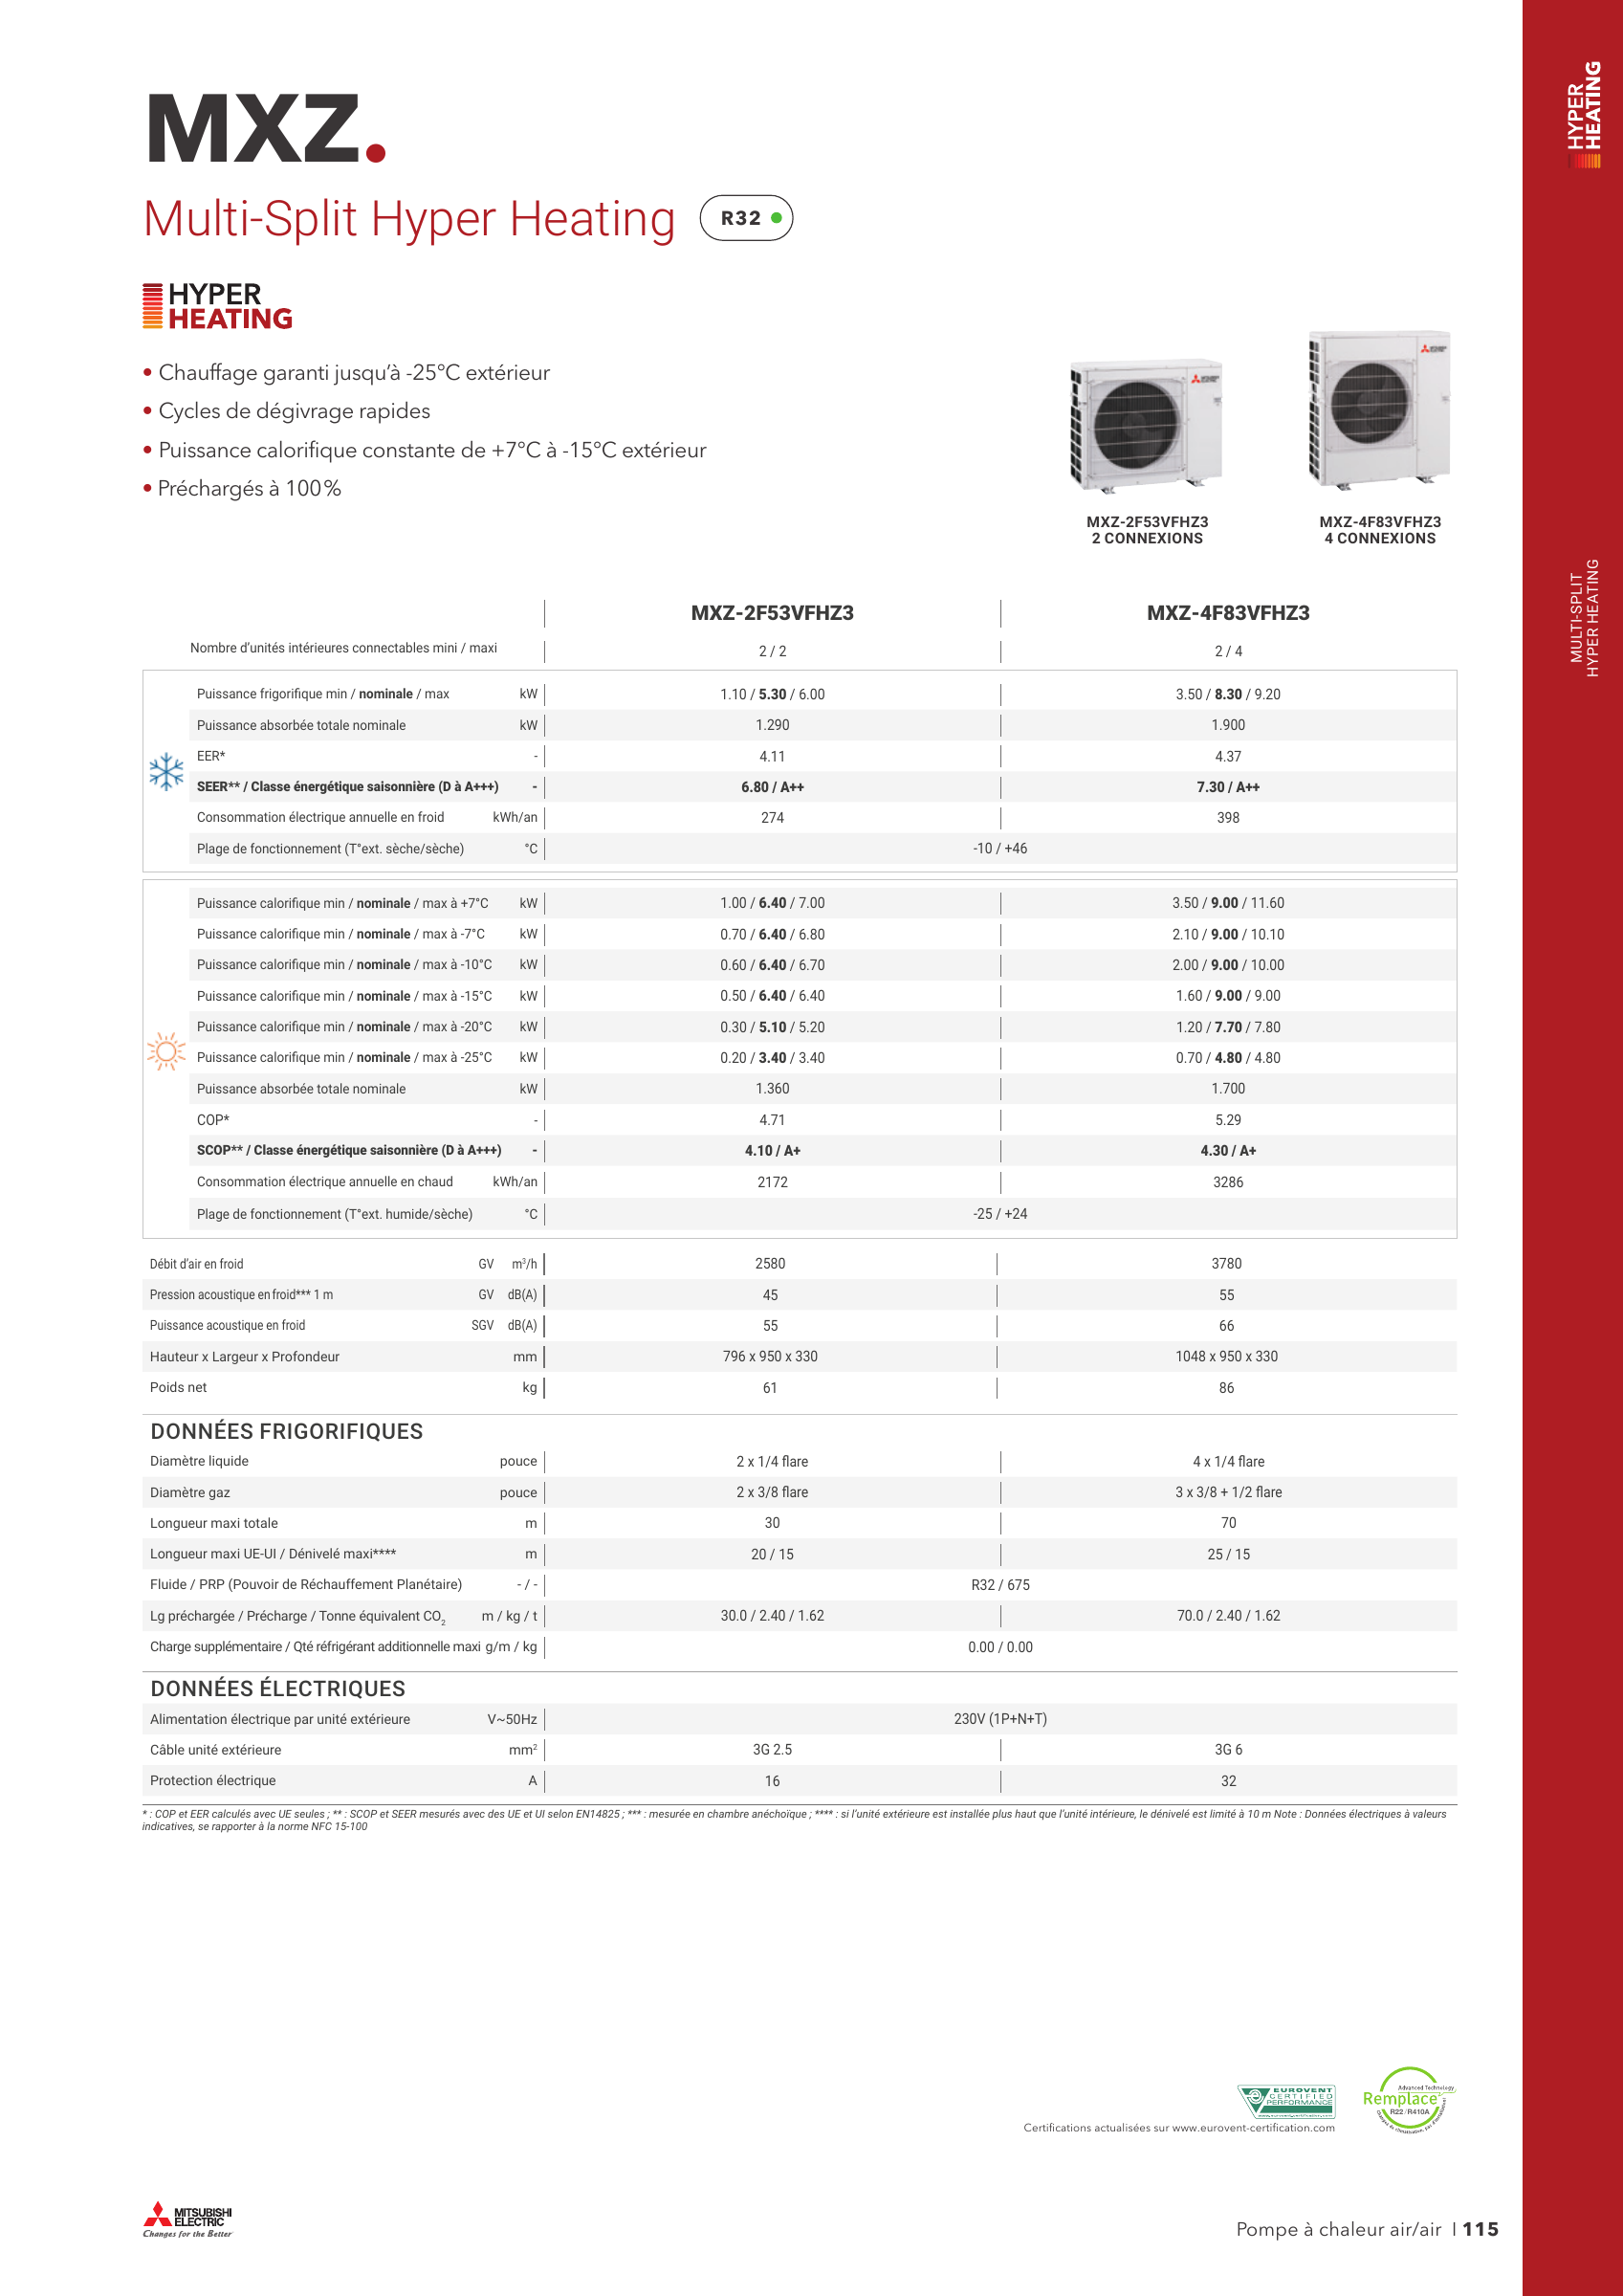 MXZ.
Multi-Split Hyper Heating R32
HYPER
HEATING
• Chauffage garanti jusqu'à -25°C extérieur
• Cycles de dégivrage rapides
• Puissance calorifique constante de +7°C à -15°C extérieur
• Préchargés à 100%
MXZ-2F53VFHZ3
2 CONNEXIONS
MXZ-4F83VFHZ3
4 CONNEXIONS
HYPER
HEATING
MULTI-SPLIT
HYPER HEATING
MXZ-2F53VFHZ3 MXZ-4F83VFHZ3
Nombre d'unités intérieures connectables mini / maxi 2 / 2 2 / 4
Puissance frigorifique min / nominale / max kW 1.10 / 5.30 / 6.00 3.50 / 8.30 / 9.20
Puissance absorbée totale nominale kW 1.290 1.900
EER* - 4.11 4.37
SEER** / Classe énergétique saisonnière (D à A+++) - 6.80 / A++ 7.30 / A++
Consommation électrique annuelle en froid kWh/an 274 398
Plage de fonctionnement (T°ext. sèche/sèche) °C -10 / +46
Puissance calorifique min / nominale / max à +7°C kW 1.00 / 6.40 / 7.00 3.50 / 9.00 / 11.60
Puissance calorifique min / nominale / max à -7°C kW 0.70 / 6.40 / 6.80 2.10 / 9.00 / 10.10
Puissance calorifique min / nominale / max à -10°C kW 0.60 / 6.40 / 6.70 2.00 / 9.00 / 10.00
Puissance calorifique min / nominale / max à -15°C kW 0.50 / 6.40 / 6.40 1.60 / 9.00 / 9.00
Puissance calorifique min / nominale / max à -20°C kW 0.30 / 5.10 / 5.20 1.20 / 7.70 / 7.80
Puissance calorifique min / nominale / max à -25°C kW 0.20 / 3.40 / 3.40 0.70 / 4.80 / 4.80
Puissance absorbée totale nominale kW 1.360 1.700
COP* - 4.71 5.29
SCOP** / Classe énergétique saisonnière (D à A+++) - 4.10 / A+ 4.30 / A+
Consommation électrique annuelle en chaud kWh/an 2172 3286
Plage de fonctionnement (T°ext. humide/sèche) °C -25 / +24
Débit d'air en froid GV m³/h 2580 3780
Pression acoustique en froid*** 1 m GV dB(A) 45 55
Puissance acoustique en froid SGV dB(A) 55 66
Hauteur x Largeur x Profondeur mm 796 x 950 x 330 1048 x 950 x 330
Poids net kg 61 86
DONNÉES FRIGORIFIQUES
Diamètre liquide pouce 2 x 1/4 flare 4 x 1/4 flare
Diamètre gaz pouce 2 x 3/8 flare 3 x 3/8 + 1/2 flare
Longueur maxi totale m 30 70
Longueur maxi UE-UI / Dénivelé maxi**** m 20 / 15 25 / 15
Fluide / PRP (Pouvoir de Réchauffement Planétaire) - / - R32 / 675
Lg préchargée / Précharge / Tonne équivalent CO₂ m / kg / t 30.0 / 2.40 / 1.62 70.0 / 2.40 / 1.62
Charge supplémentaire / Qté réfrigérant additionnelle maxi g/m / kg 0.00 / 0.00
DONNÉES ÉLECTRIQUES
Alimentation électrique par unité extérieure V~50Hz 230V (1P+N+T)
Câble unité extérieure mm² 3G 2.5 3G 6
Protection électrique A 16 32
* : COP et EER calculés avec UE seules ; ** : SCOP et SEER mesurés avec des UE et UI selon EN14825 ; *** : mesurée en chambre anéchoïque ; **** : si l'unité extérieure est installée plus haut que l'unité intérieure, le dénivelé est limité à 10 m Note : Données électriques à valeurs
indicatives, se rapporter à la norme NFC 15-100
EUROVENT
CERTIFIED
PERFORMANCE
Certifications actualisées sur www.eurovent-certification.com
Advanced Technology
Remplace
R22/R410A
MITSUBISHI
ELECTRIC
Changes for the Better
Pompe à chaleur air/air I 115